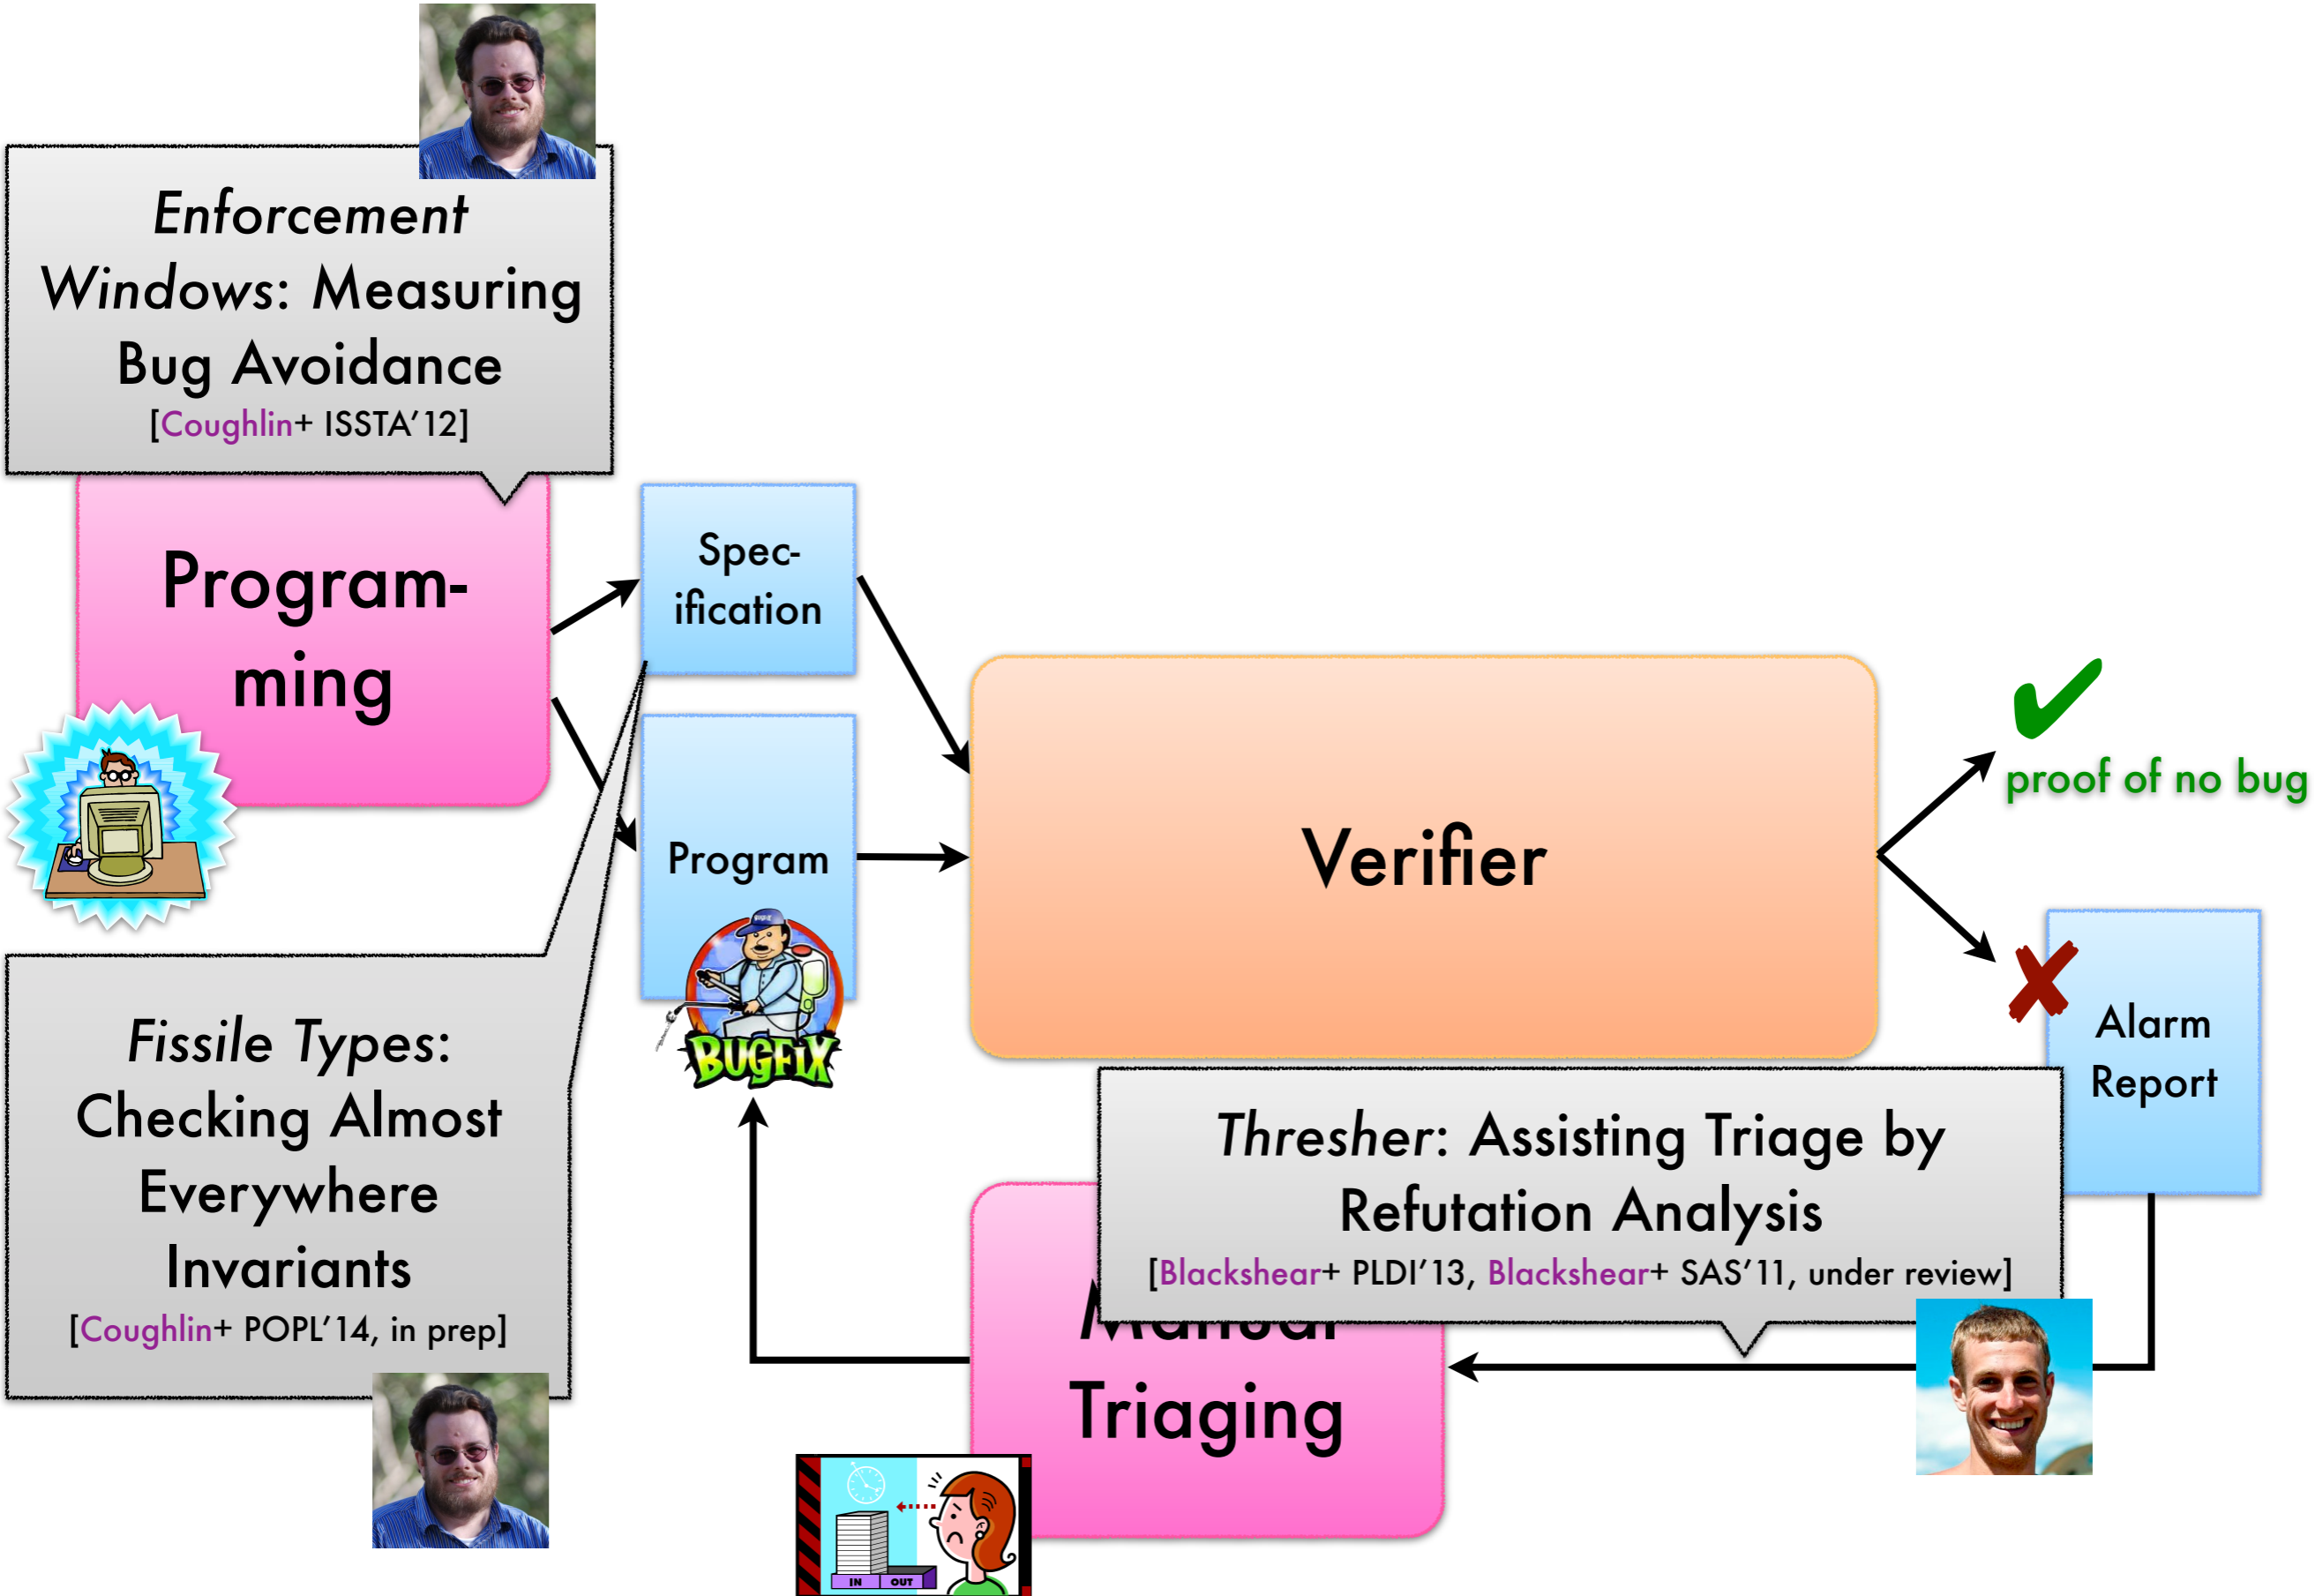 Enforcement
Windows: Measuring
Bug Avoidance
[Coughlin+ ISSTA’12]
Program-
ming
Spec-
ification
Program
BUGFIX
Verifier
proof of no bug
Alarm
Report
Fissile Types:
Checking Almost
Everywhere
Invariants
[Coughlin+ POPL’14, in prep]
Thresher: Assisting Triage by
Refutation Analysis
[Blackshear+ PLDI’13, Blackshear+ SAS’11, under review]
Manual
Triaging
IN OUT